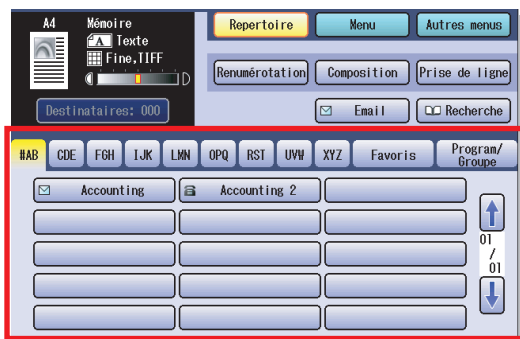 A4 Mémoire
A Texte
Fine,TIFF
D
Destinataires: 000
Repertoire Menu Autres menus
Renumérotation Composition Prise de ligne
Email Recherche
#AB CDE FGH IJK LMN OPQ RST UVW XYZ Favoris Program/
Groupe
Accounting Accounting 2
01
/
01